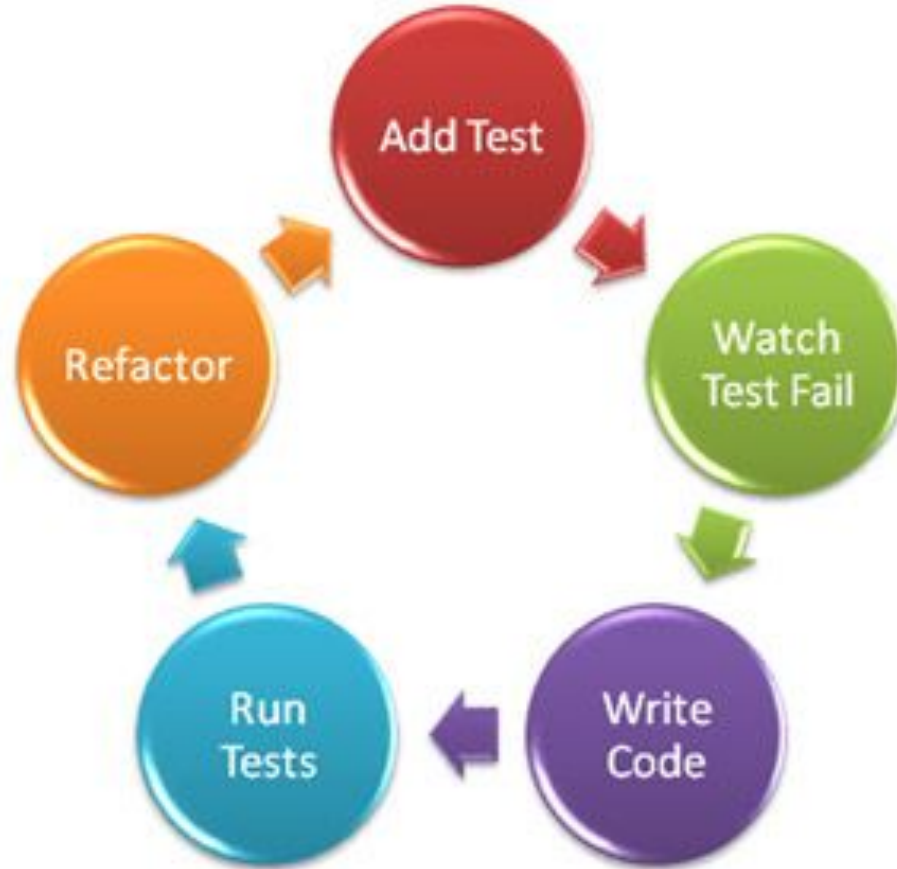 Add Test
Watch
Test Fail
Write
Code
Run
Tests
Refactor